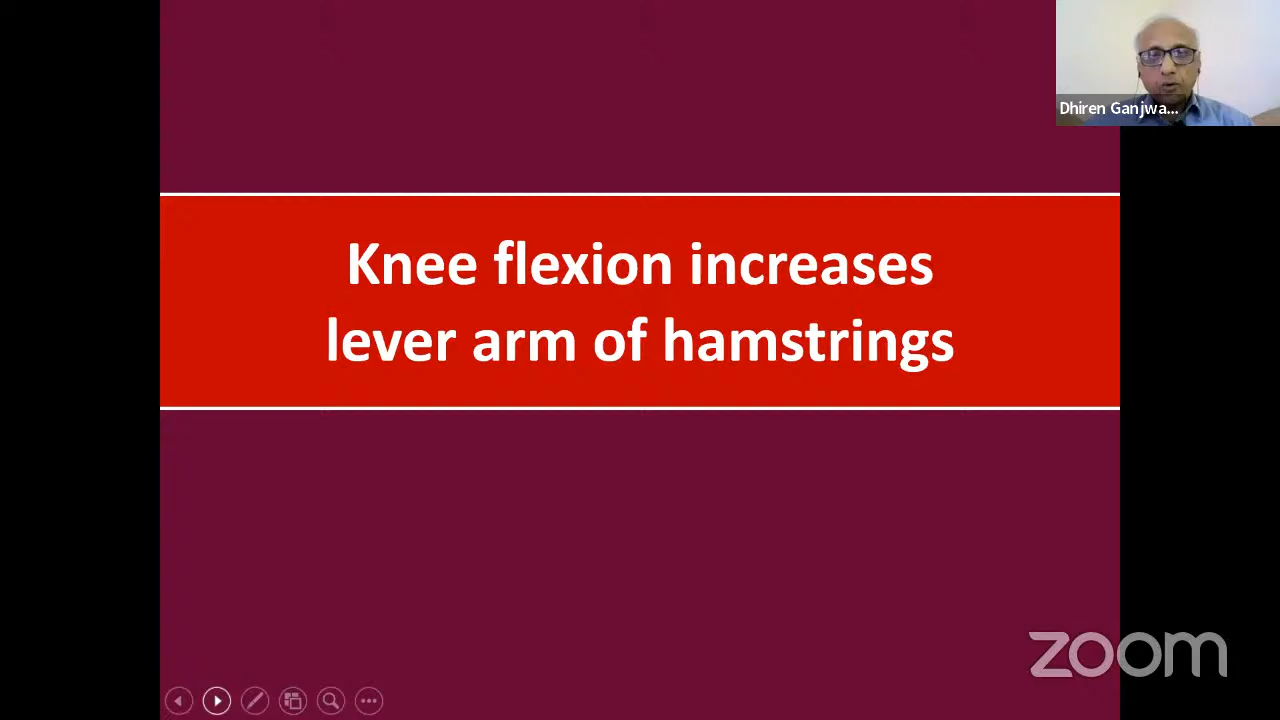 Dhiren Ganjwa...
Knee flexion increases
lever arm of hamstrings
zoom